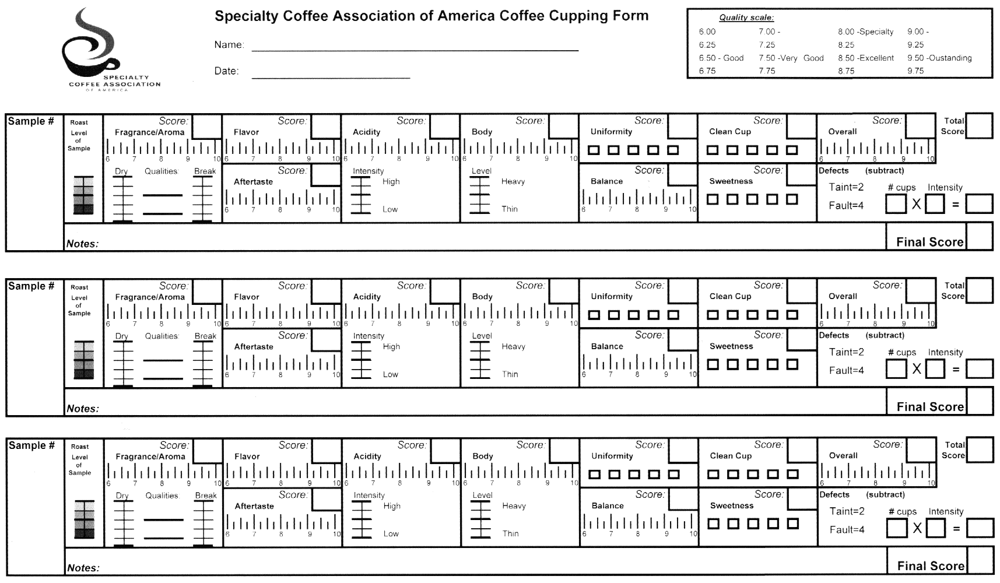 SPECIALTY
COFFEE ASSOCIATION
OF AMERICA
Specialty Coffee Association of America Coffee Cupping Form
Name:
Date:
Quality scale:
6.00 7.00 - 8.00 -Specialty 9.00 -
6.25 7.25 8.25 9.25
6.50 - Good 7.50 -Very Good 8.50 -Excellent 9.50 -Oustanding
6.75 7.75 8.75 9.75
Sample # Roast Score: Score: Score: Score: Score: Score: Score: Total
Level Fragrance/Aroma Flavor Acidity Body Uniformity Clean Cup Overall Score
of
Sample
6 7 8 9 10 6 7 8 9 10 6 7 8 9 10 6 7 8 9 10 6 7 8 9 10
Dry Qualities: Break Score: Intensity Level Score: Score: Defects (subtract)
Aftertaste High Heavy Balance Sweetness Taint=2 # cups Intensity
6 7 8 9 10 Low Thin 6 7 8 9 10 Fault=4 X =
Notes: Final Score
Sample # Roast Score: Score: Score: Score: Score: Score: Score: Total
Level Fragrance/Aroma Flavor Acidity Body Uniformity Clean Cup Overall Score
of
Sample
6 7 8 9 10 6 7 8 9 10 6 7 8 9 10 6 7 8 9 10 6 7 8 9 10
Dry Qualities: Break Score: Intensity Level Score: Score: Defects (subtract)
Aftertaste High Heavy Balance Sweetness Taint=2 # cups Intensity
6 7 8 9 10 Low Thin 6 7 8 9 10 Fault=4 X =
Notes: Final Score
Sample # Roast Score: Score: Score: Score: Score: Score: Score: Total
Level Fragrance/Aroma Flavor Acidity Body Uniformity Clean Cup Overall Score
of
Sample
6 7 8 9 10 6 7 8 9 10 6 7 8 9 10 6 7 8 9 10 6 7 8 9 10
Dry Qualities: Break Score: Intensity Level Score: Score: Defects (subtract)
Aftertaste High Heavy Balance Sweetness Taint=2 # cups Intensity
6 7 8 9 10 Low Thin 6 7 8 9 10 Fault=4 X =
Notes: Final Score